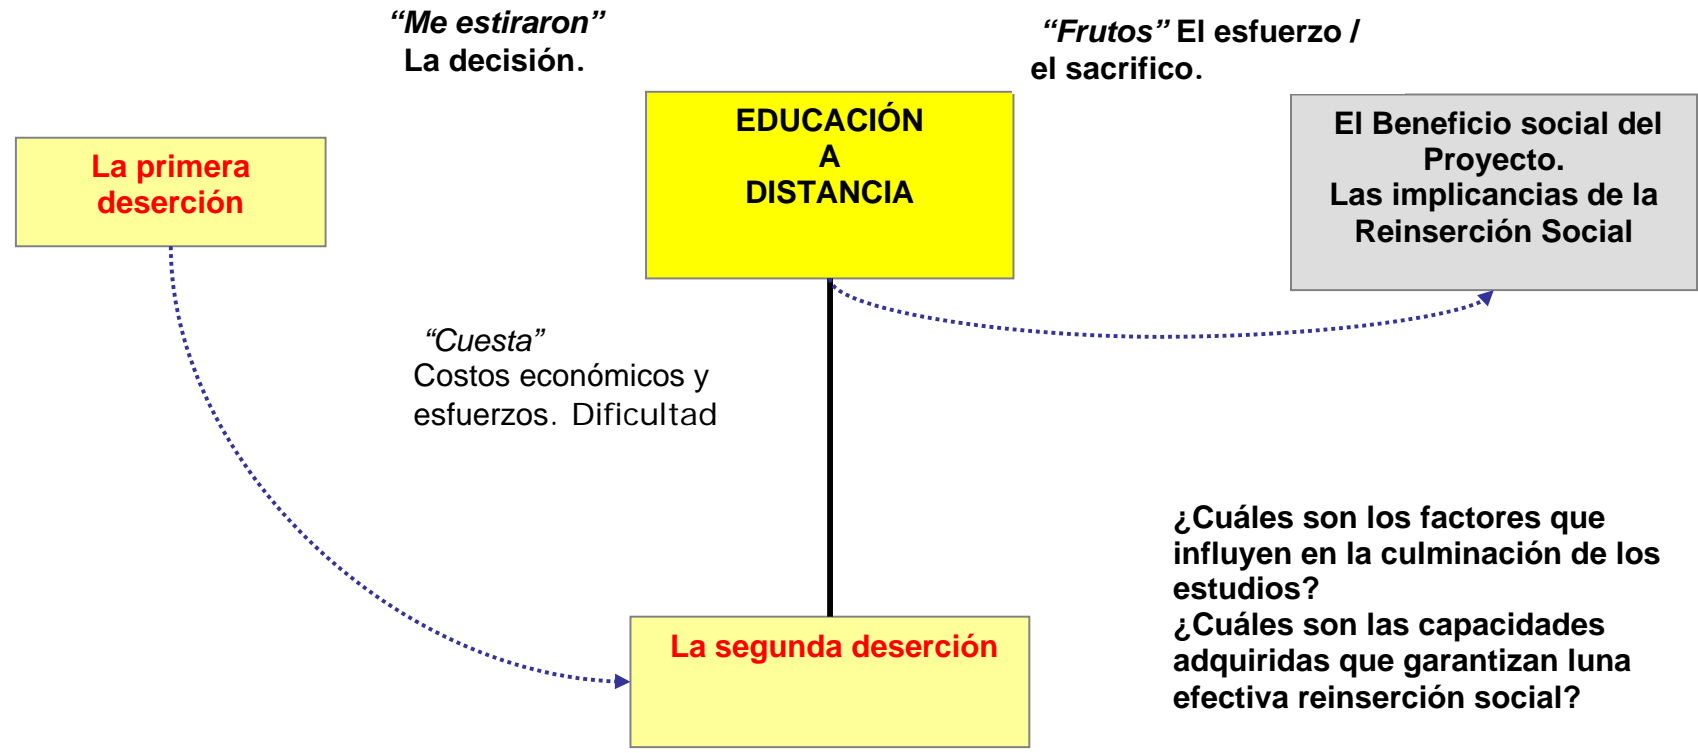 “Me estiraron”
La decisión.
“Frutos” El esfuerzo /
el sacrifico.
EDUCACIÓN
A
DISTANCIA
El Beneficio social del
Proyecto.
Las implicancias de la
Reinserción Social
La primera
deserción
“Cuesta”
Costos económicos y
esfuerzos. Dificultad
¿Cuáles son los factores que
influyen en la culminación de los
estudios?
¿Cuáles son las capacidades
adquiridas que garantizan luna
efectiva reinserción social?
La segunda deserción